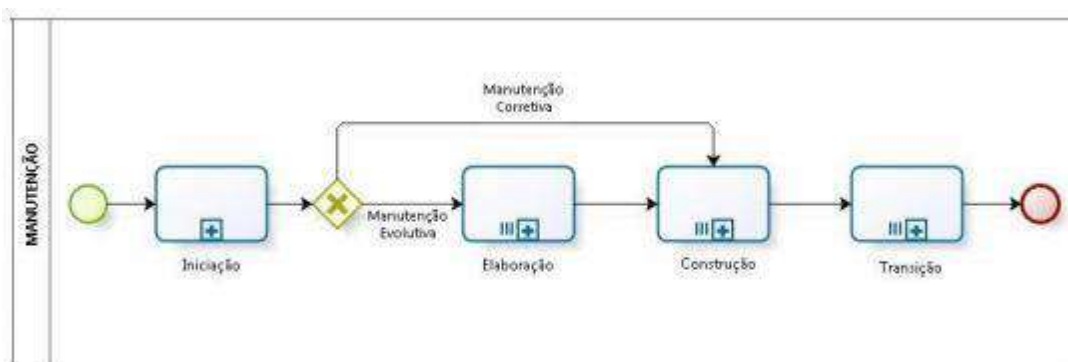 MANUTENÇÃO
Manutenção
Corretiva
Manutenção
Evolutiva
Iniciação
Elaboração
Construção
Transição